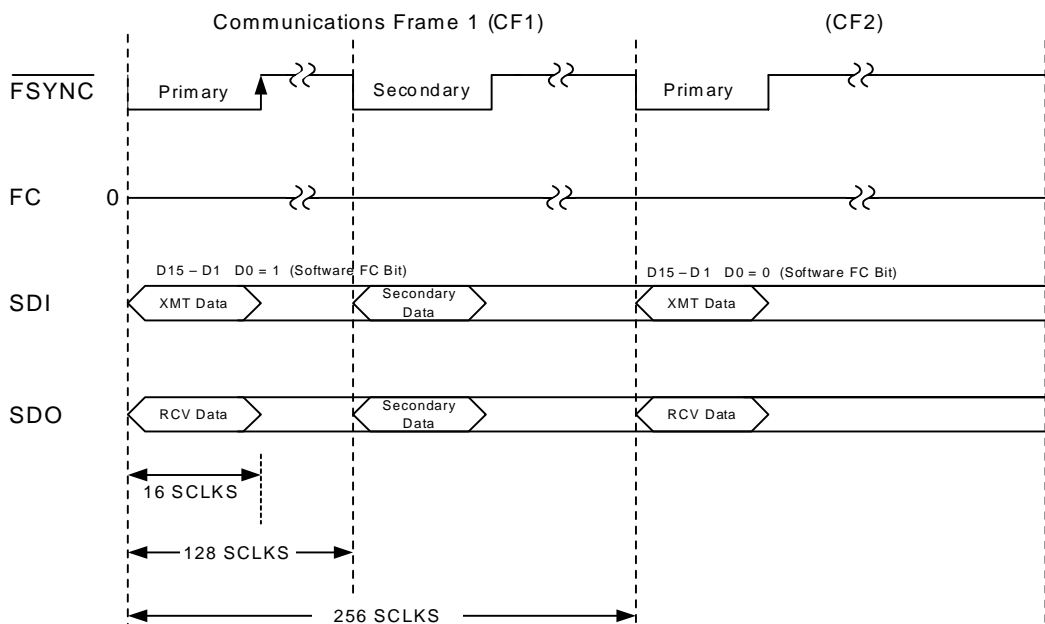 Communications Frame 1 (CF1) (CF2)
FSYNC Primary Secondary Primary
FC 0
D15 – D1 D0 = 1 (Software FC Bit) D15 – D1 D0 = 0 (Software FC Bit)
SDI XMT Data Secondary Data XMT Data
SDO RCV Data Secondary Data RCV Data
16 SCLKS
128 SCLKS
256 SCLKS